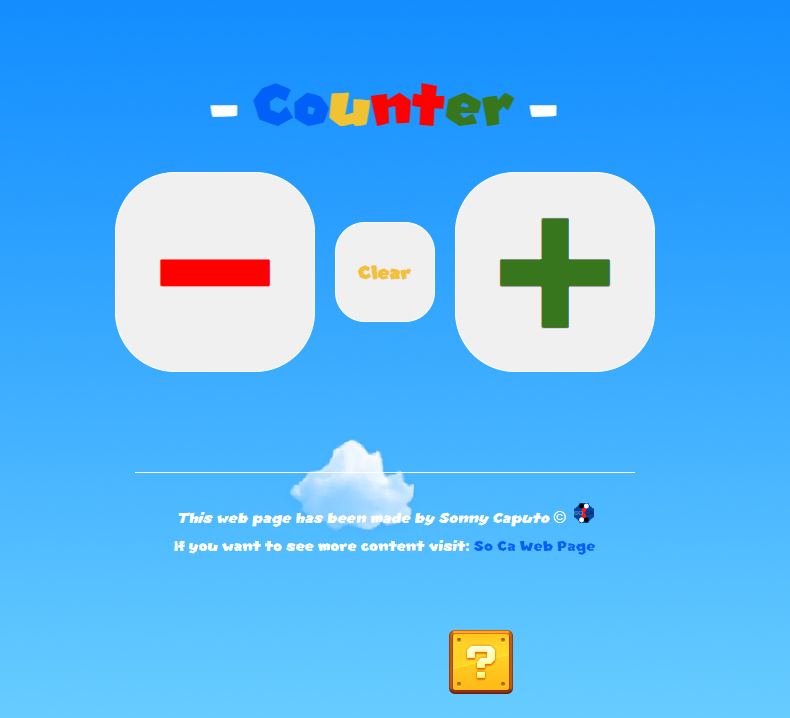 - Counter -
Clear
This web page has been made by Sonny Caputo ©
If you want to see more content visit: So Ca Web Page
?